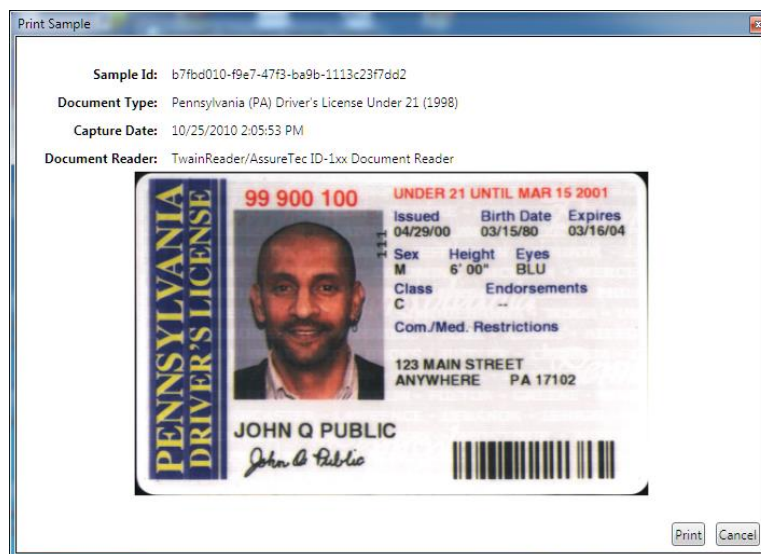 Print Sample
Sample Id: b7fbd010-f9e7-47f3-ba9b-1113c23f7dd2
Document Type: Pennsylvania (PA) Driver's License Under 21 (1998)
Capture Date: 10/25/2010 2:05:53 PM
Document Reader: TwainReader/AssureTec ID-1xx Document Reader
PENNSYLVANIA
DRIVER'S LICENSE
99 900 100
111
UNDER 21 UNTIL MAR 15 2001
Issued Birth Date Expires
04/29/00 03/15/80 03/16/04
Sex Height Eyes
M 6' 00" BLU
Class Endorsements
C --
Com./Med. Restrictions
123 MAIN STREET
ANYWHERE PA 17102
JOHN Q PUBLIC
John Q Public
Print Cancel